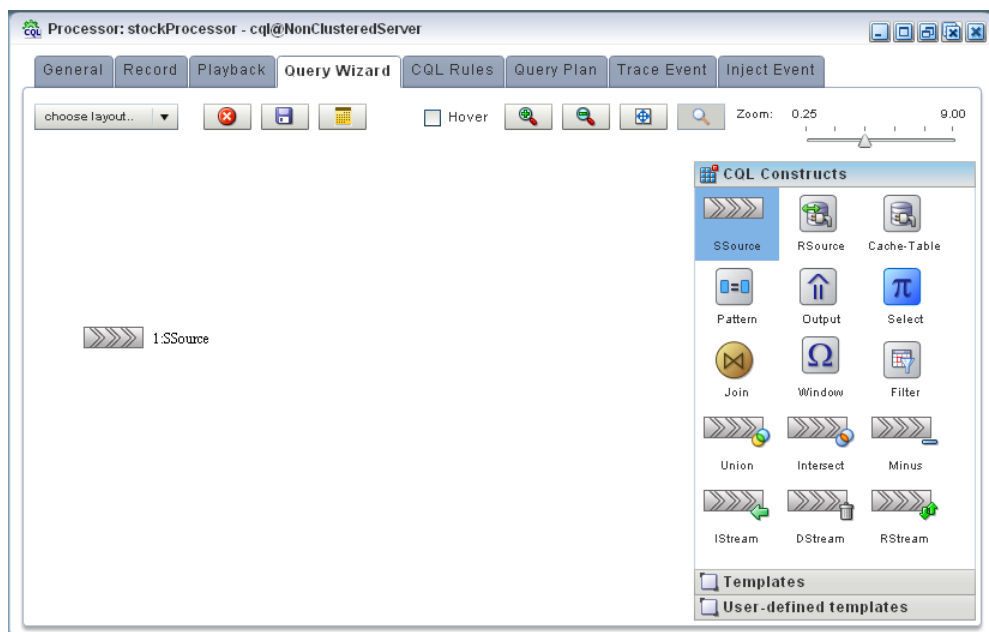 CQL Processor: stockProcessor - cql@NonClusteredServer
General Record Playback Query Wizard CQL Rules Query Plan Trace Event Inject Event
choose layout.. Hover Zoom: 0.25 9.00
CQL Constructs
SSource RSource Cache-Table
π
Pattern Output Select
1:SSource
Ω
Join Window Filter
Union Intersect Minus
IStream DStream RStream
Templates
User-defined templates